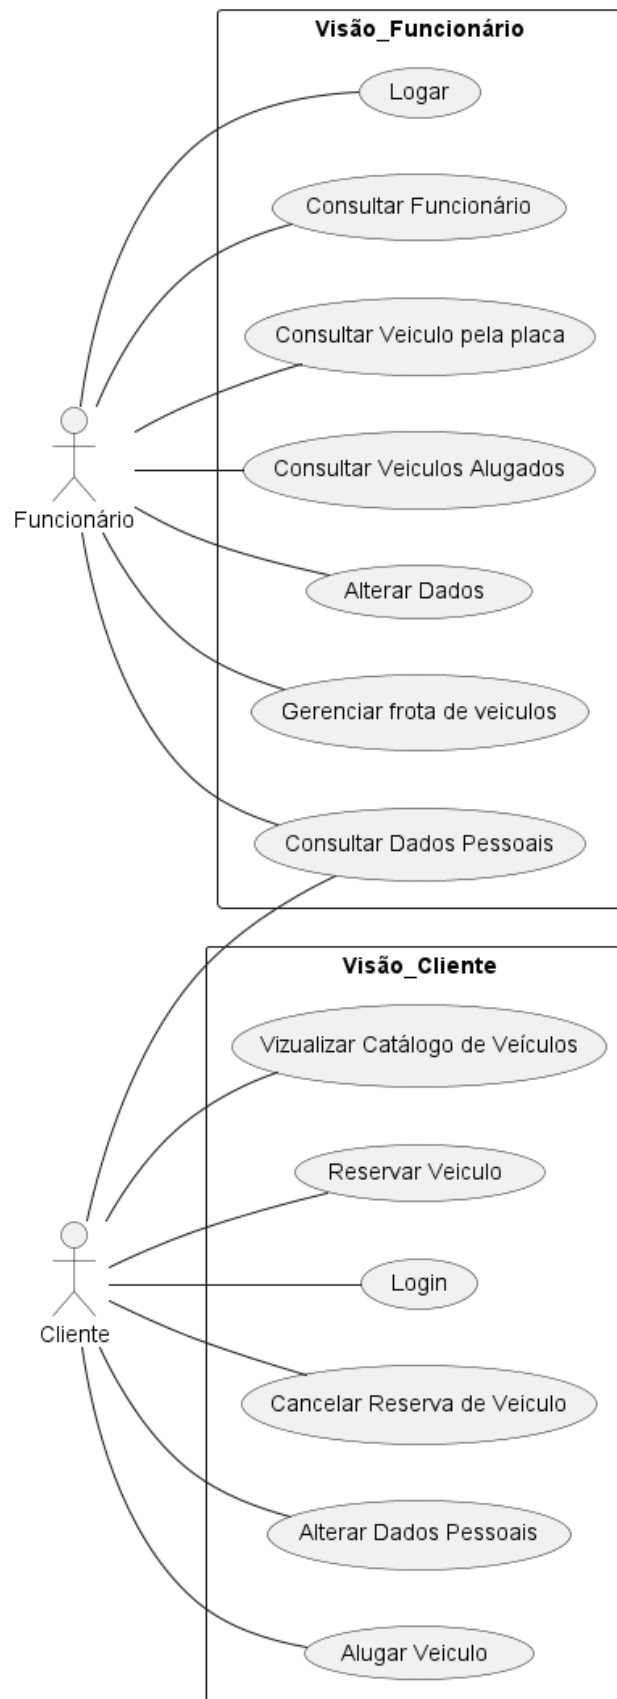 Visão_Funcionário
Logar
Consultar Funcionário
Consultar Veiculo pela placa
Consultar Veiculos Alugados
Funcionário
Alterar Dados
Gerenciar frota de veiculos
Consultar Dados Pessoais
Visão_Cliente
Vizualizar Catálogo de Veículos
Reservar Veiculo
Login
Cliente
Cancelar Reserva de Veiculo
Alterar Dados Pessoais
Alugar Veiculo